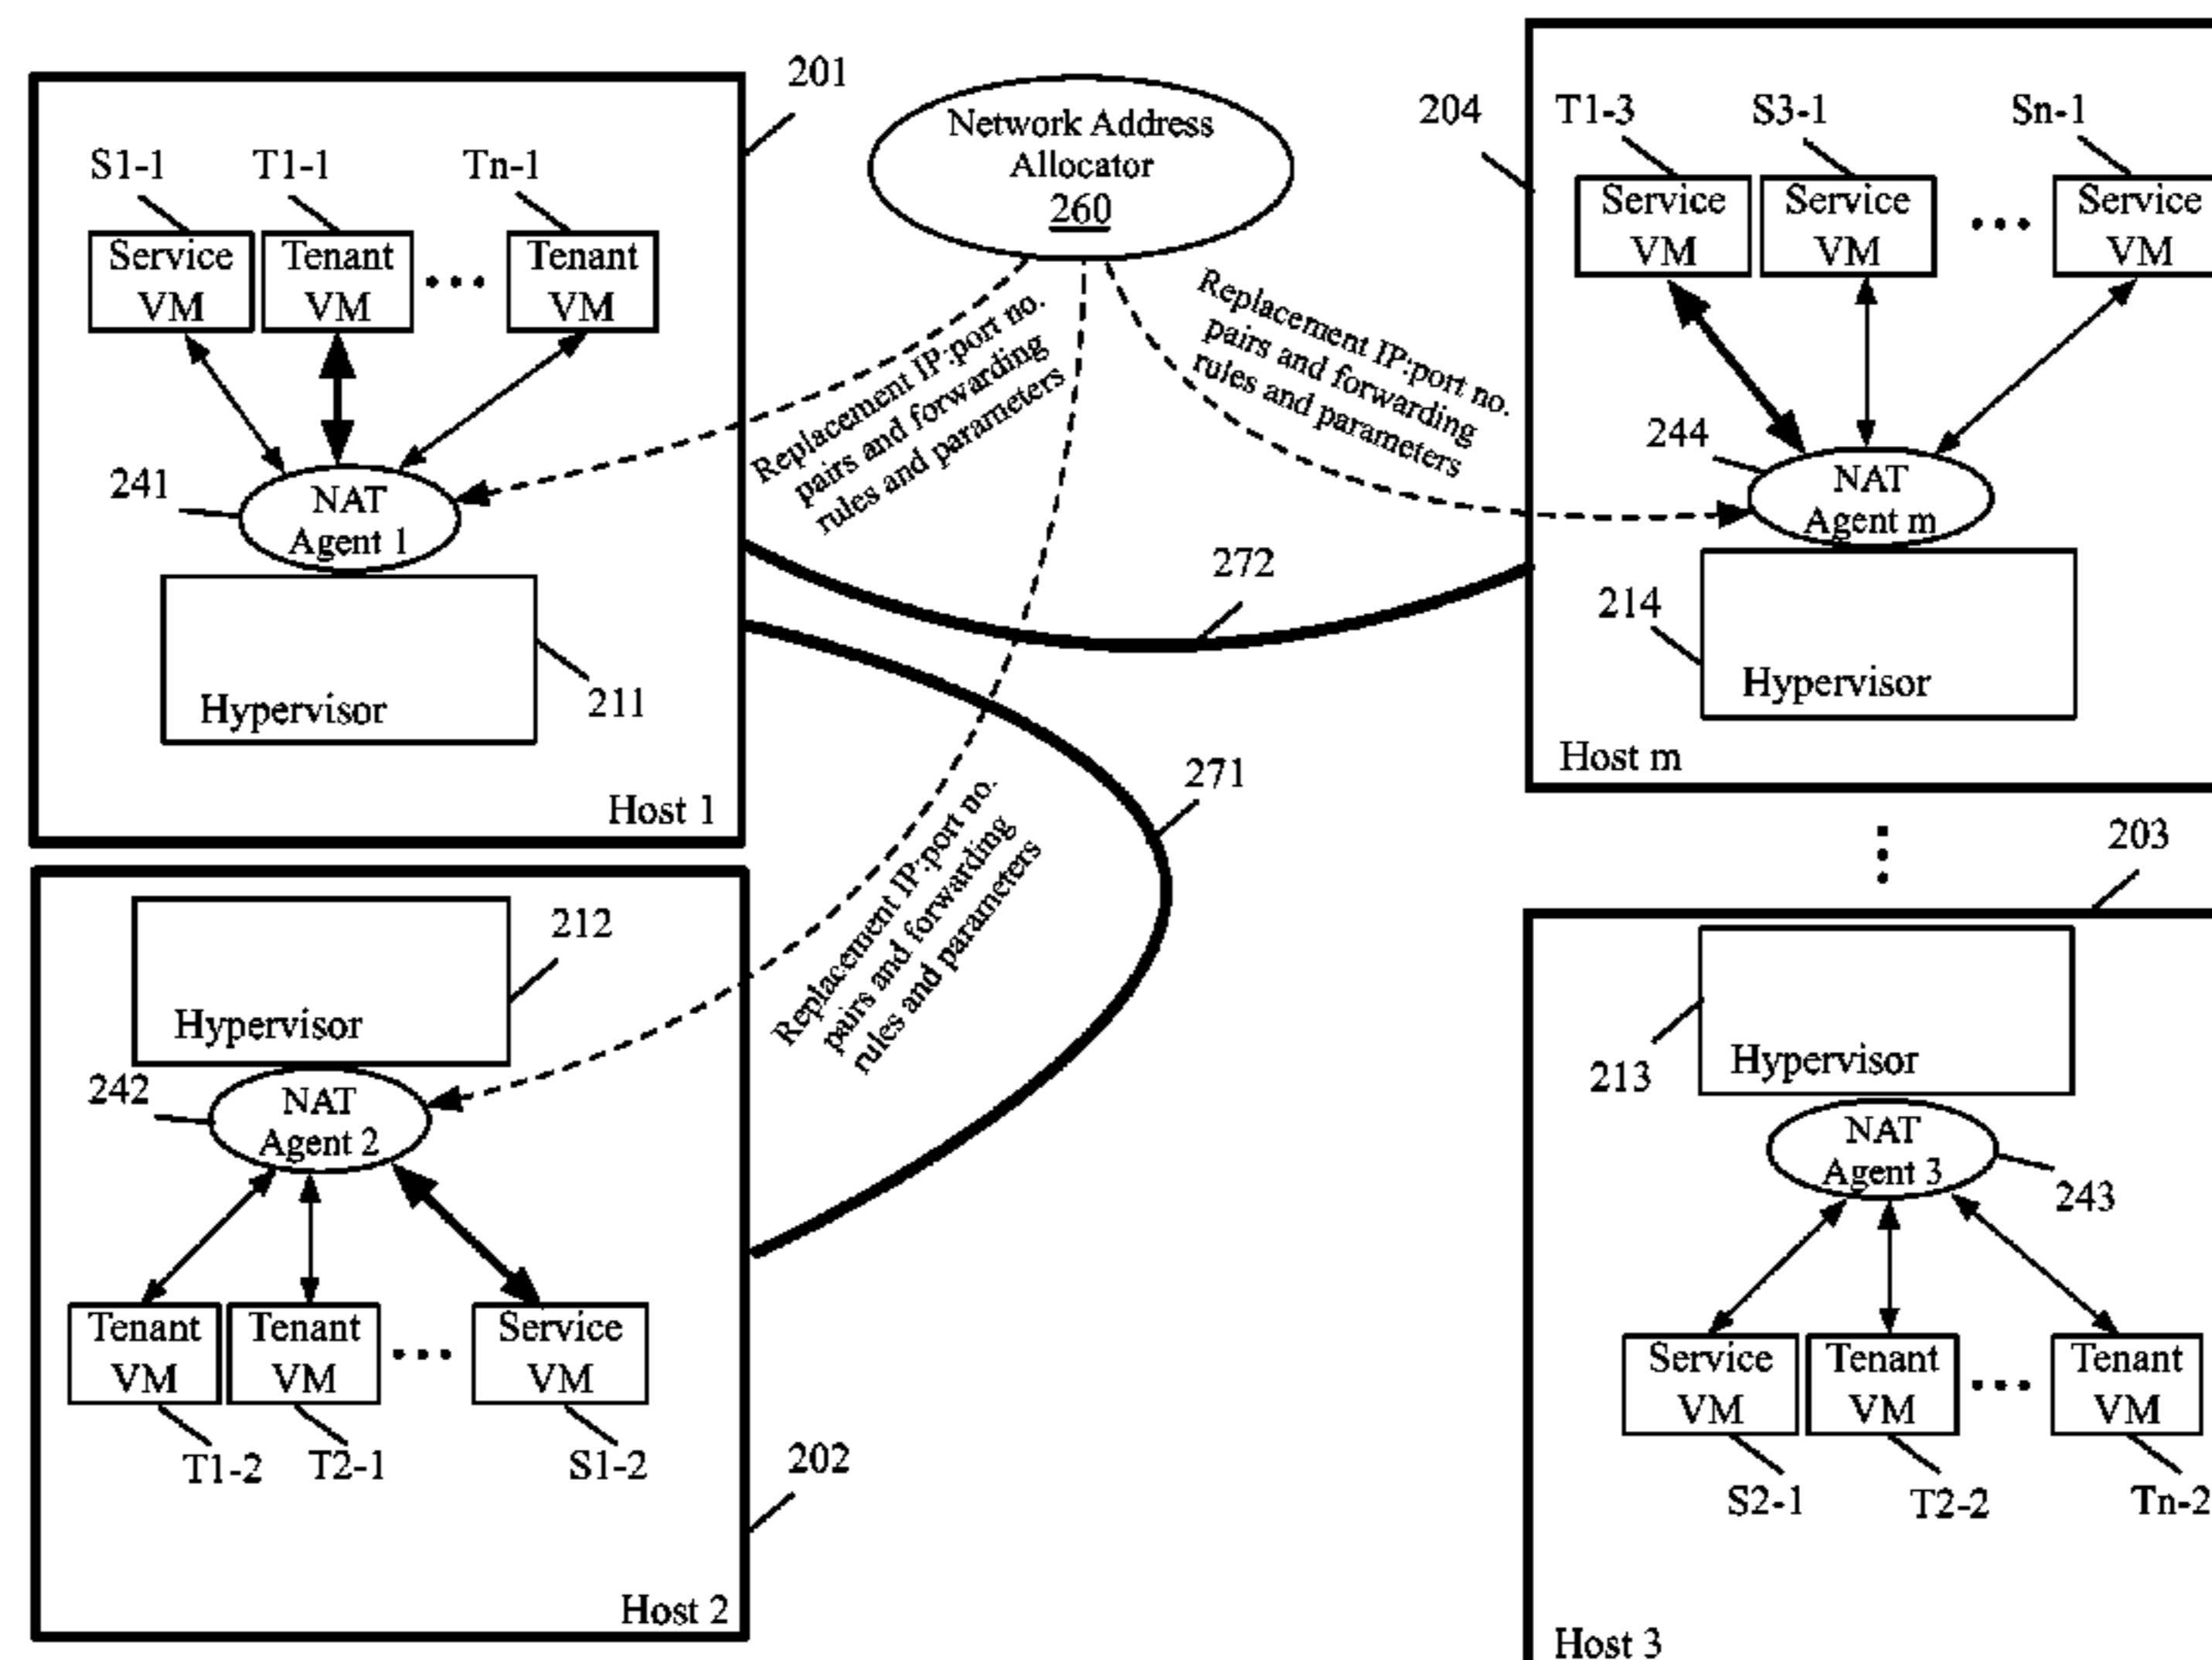 201
S1-1
T1-1
Tn-1
Service
VM
Tenant
VM
Tenant
VM
241
NAT
Agent 1
Hypervisor
211
Host 1
Network Address
Allocator
260
Replacement IP:port no.
pairs and forwarding
rules and parameters
Replacement IP:port no.
pairs and forwarding
rules and parameters
204
T1-3
S3-1
Sn-1
Service
VM
Service
VM
Service
VM
244
NAT
Agent m
214
Hypervisor
Host m
272
271
Replacement IP:port no.
pairs and forwarding
rules and parameters
212
Hypervisor
242
NAT
Agent 2
Tenant
VM
Tenant
VM
Service
VM
T1-2
T2-1
S1-2
202
Host 2
203
213
Hypervisor
NAT
Agent 3
243
Service
VM
Tenant
VM
Tenant
VM
S2-1
T2-2
Tn-2
Host 3